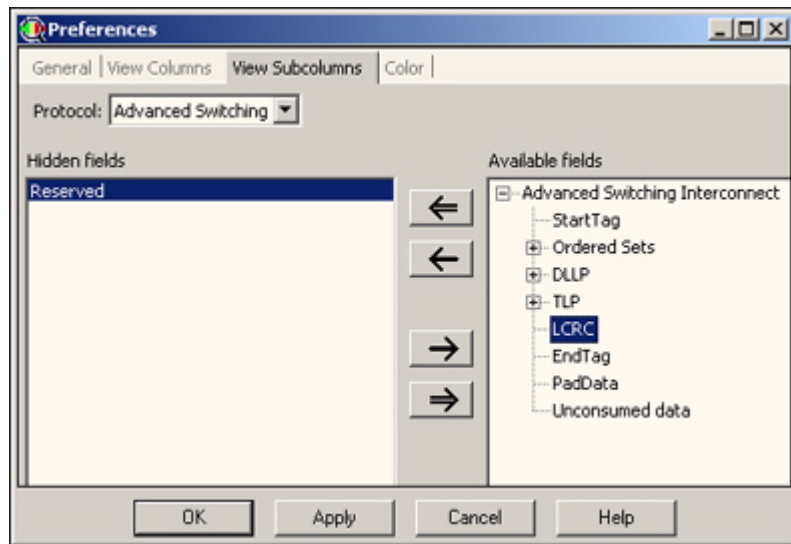 Preferences
General View Columns View Subcolumns Color
Protocol: Advanced Switching
Hidden fields
Reserved
Available fields
Advanced Switching Interconnect
StartTag
Ordered Sets
DLLP
TLP
LCRC
EndTag
PadData
Unconsumed data
OK Apply Cancel Help